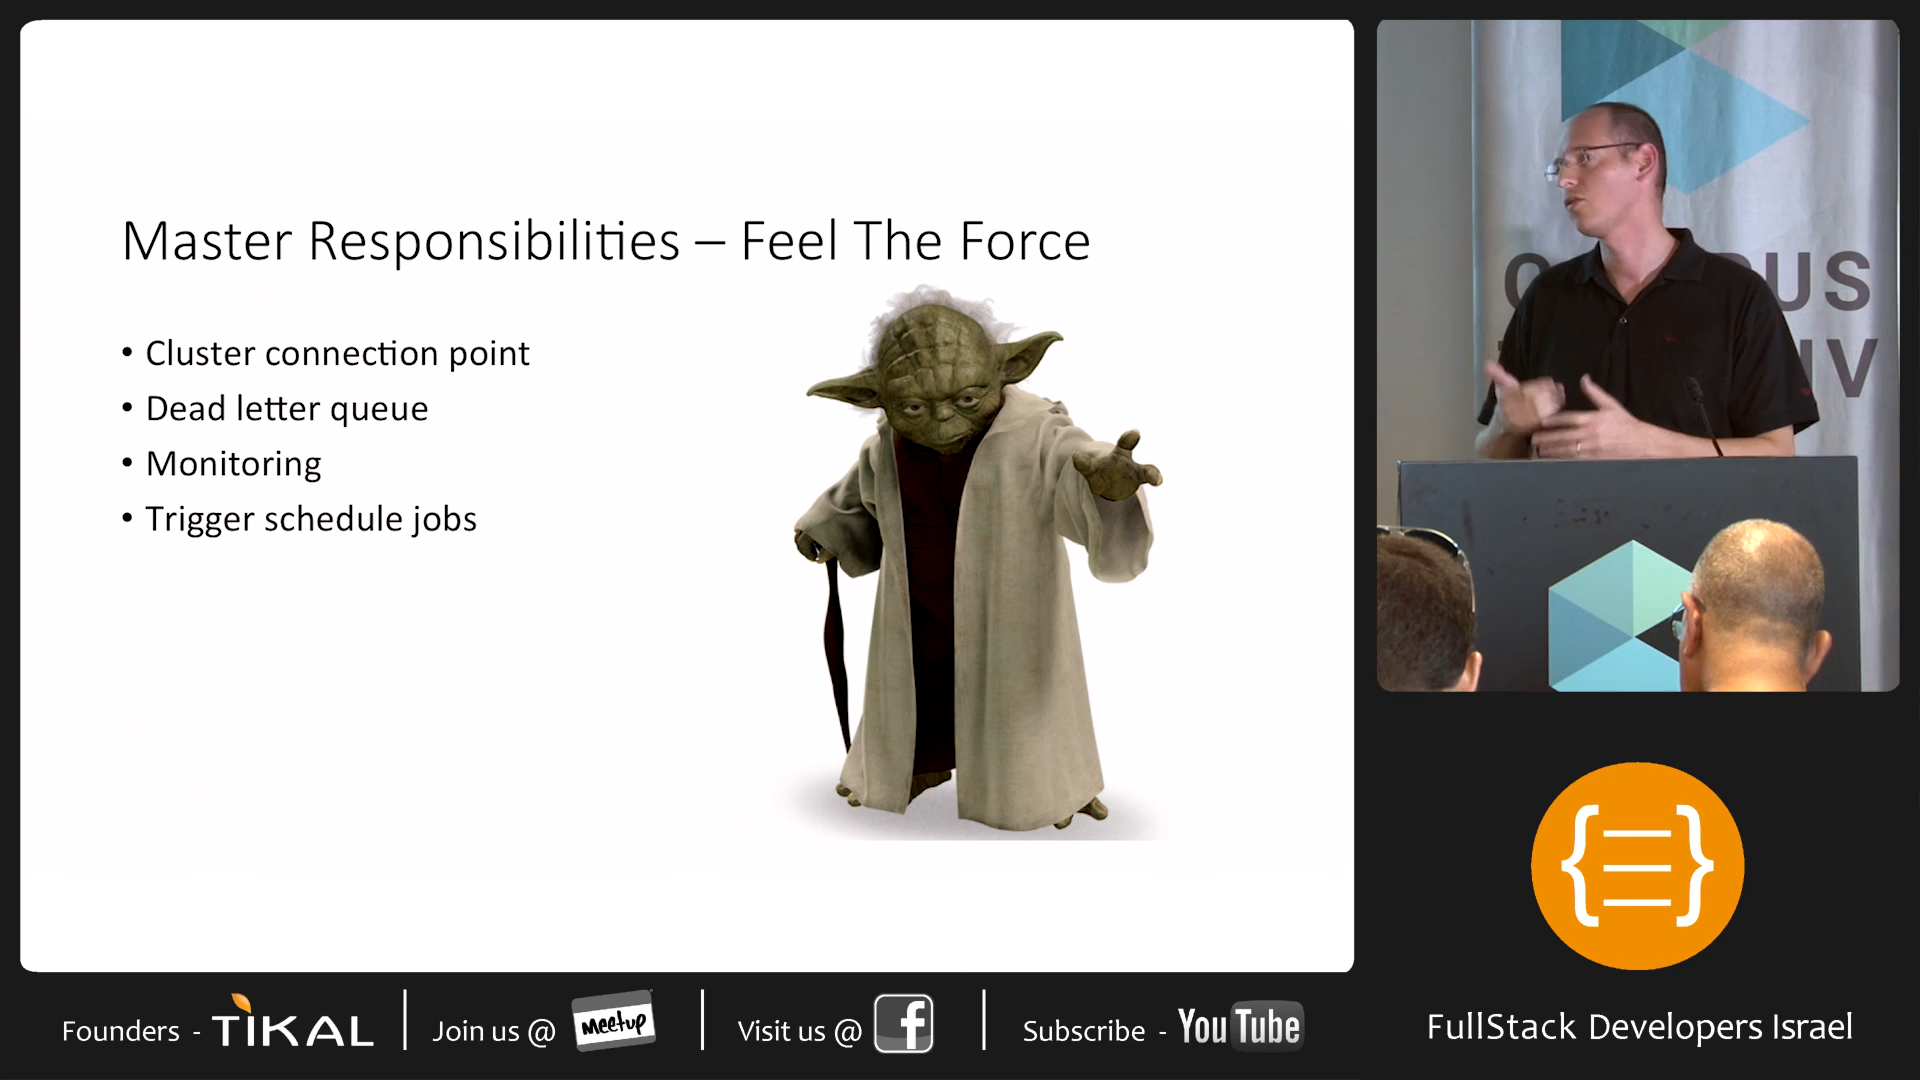 Master Responsibilities – Feel The Force
• Cluster connection point
• Dead letter queue
• Monitoring
• Trigger schedule jobs
Founders - TIKAL
Join us @ Meetup
Visit us @ f
Subscribe - YouTube
{≡}
FullStack Developers Israel